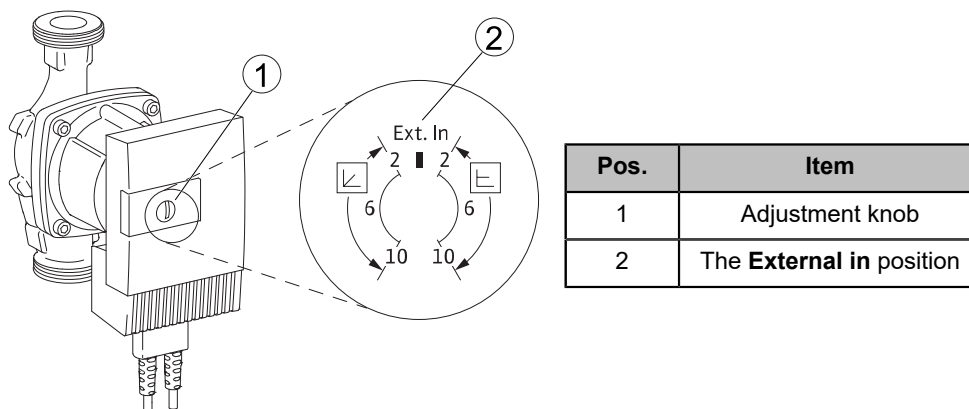 2
1
Ext. In
2 2
6 6
10 10
Pos. Item
1 Adjustment knob
2 The External in position